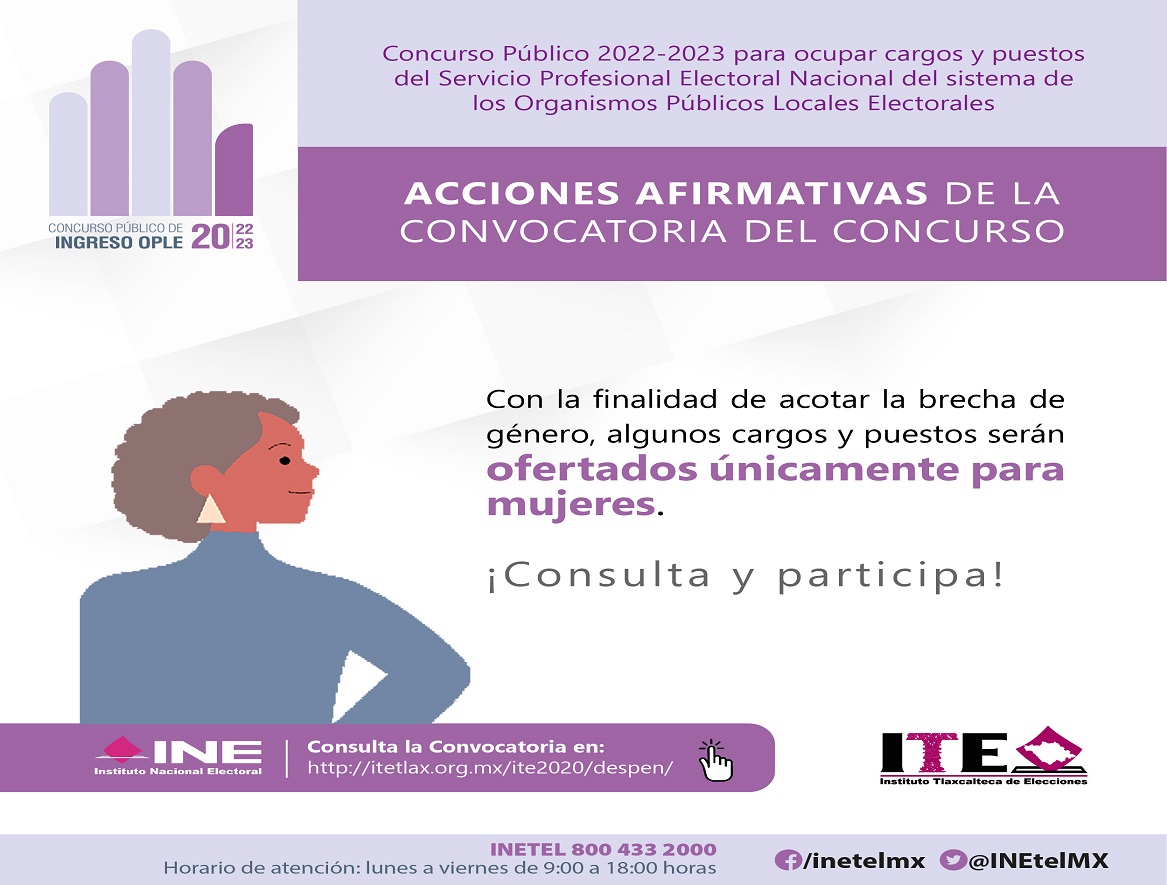 Concurso Público 2022-2023 para ocupar cargos y puestos
del Servicio Profesional Electoral Nacional del sistema de
los Organismos Públicos Locales Electorales
CONCURSO PÚBLICO DE
INGRESO OPLE 20 22 23
ACCIONES AFIRMATIVAS DE LA
CONVOCATORIA DEL CONCURSO
Con la finalidad de acotar la brecha de
género, algunos cargos y puestos serán
ofertados únicamente para
mujeres.
¡Consulta y participa!
INE
Instituto Nacional Electoral
Consulta la Convocatoria en:
http://itetlax.org.mx/ite2020/despen/
ITE
Instituto Tlaxcalteca de Elecciones
INETEL 800 433 2000
Horario de atención: lunes a viernes de 9:00 a 18:00 horas
/inetelmx @INEtelMX